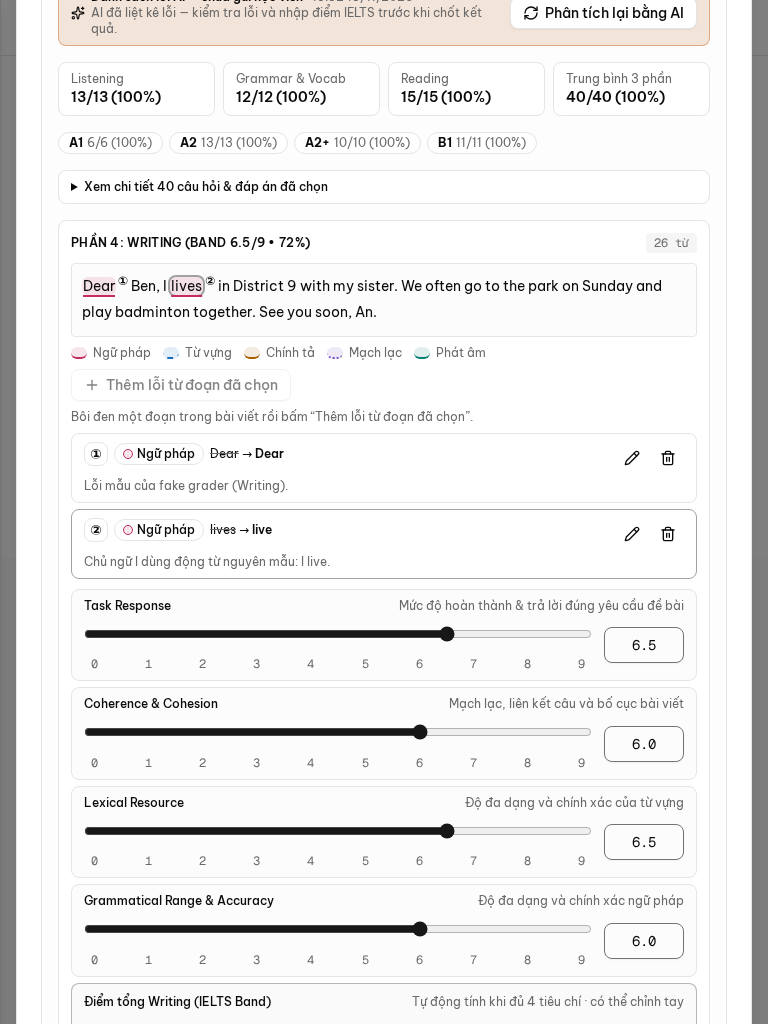 AI đã liệt kê lỗi — kiểm tra lỗi và nhập điểm IELTS trước khi chốt kết
quả.
Phân tích lại bằng AI
Listening
13/13 (100%)
Grammar & Vocab
12/12 (100%)
Reading
15/15 (100%)
Trung bình 3 phần
40/40 (100%)
A1 6/6 (100%)
A2 13/13 (100%)
A2+ 10/10 (100%)
B1 11/11 (100%)
Xem chi tiết 40 câu hỏi & đáp án đã chọn
PHẦN 4: WRITING (BAND 6.5/9 • 72%)
26 từ
Dear ① Ben, I lives ② in District 9 with my sister. We often go to the park on Sunday and
play badminton together. See you soon, An.
Ngữ pháp
Từ vựng
Chính tả
Mạch lạc
Phát âm
+ Thêm lỗi từ đoạn đã chọn
Bôi đen một đoạn trong bài viết rồi bấm “Thêm lỗi từ đoạn đã chọn”.
① Ngữ pháp Dear → Dear
Lỗi mẫu của fake grader (Writing).
② Ngữ pháp lives → live
Chủ ngữ I dùng động từ nguyên mẫu: I live.
Task Response
Mức độ hoàn thành & trả lời đúng yêu cầu đề bài
6.5
0 1 2 3 4 5 6 7 8 9
Coherence & Cohesion
Mạch lạc, liên kết câu và bố cục bài viết
6.0
0 1 2 3 4 5 6 7 8 9
Lexical Resource
Độ đa dạng và chính xác của từ vựng
6.5
0 1 2 3 4 5 6 7 8 9
Grammatical Range & Accuracy
Độ đa dạng và chính xác ngữ pháp
6.0
0 1 2 3 4 5 6 7 8 9
Điểm tổng Writing (IELTS Band)
Tự động tính khi đủ 4 tiêu chí · có thể chỉnh tay